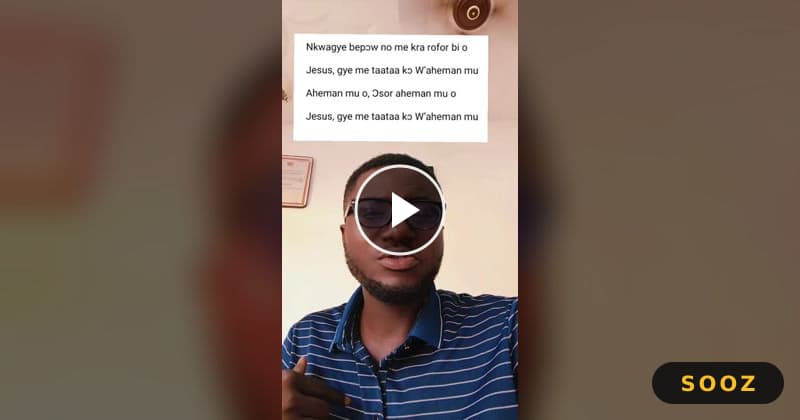 Nkwagye bepɔw no me kra rofor bi o
Jesus, gye me taataa kɔ W'aheman mu
Aheman mu o, Ɔsor aheman mu o
Jesus, gye me taataa kɔ W'aheman mu
SOOZ